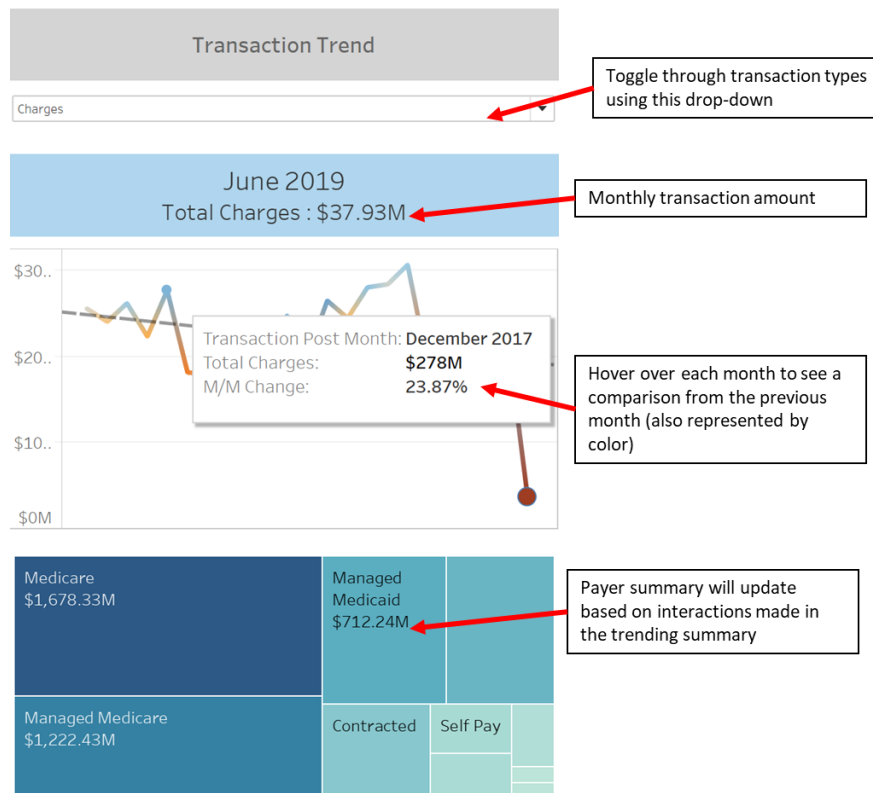 Transaction Trend
Toggle through transaction types
using this drop-down
Charges
June 2019
Total Charges : $37.93M
Monthly transaction amount
$30..
$20..
$10..
$0M
Transaction Post Month: December 2017
Total Charges: $278M
M/M Change: 23.87%
Hover over each month to see a
comparison from the previous
month (also represented by
color)
Medicare
$1,678.33M
Managed
Medicaid
$712.24M
Payer summary will update
based on interactions made in
the trending summary
Managed Medicare
$1,222.43M
Contracted
Self Pay